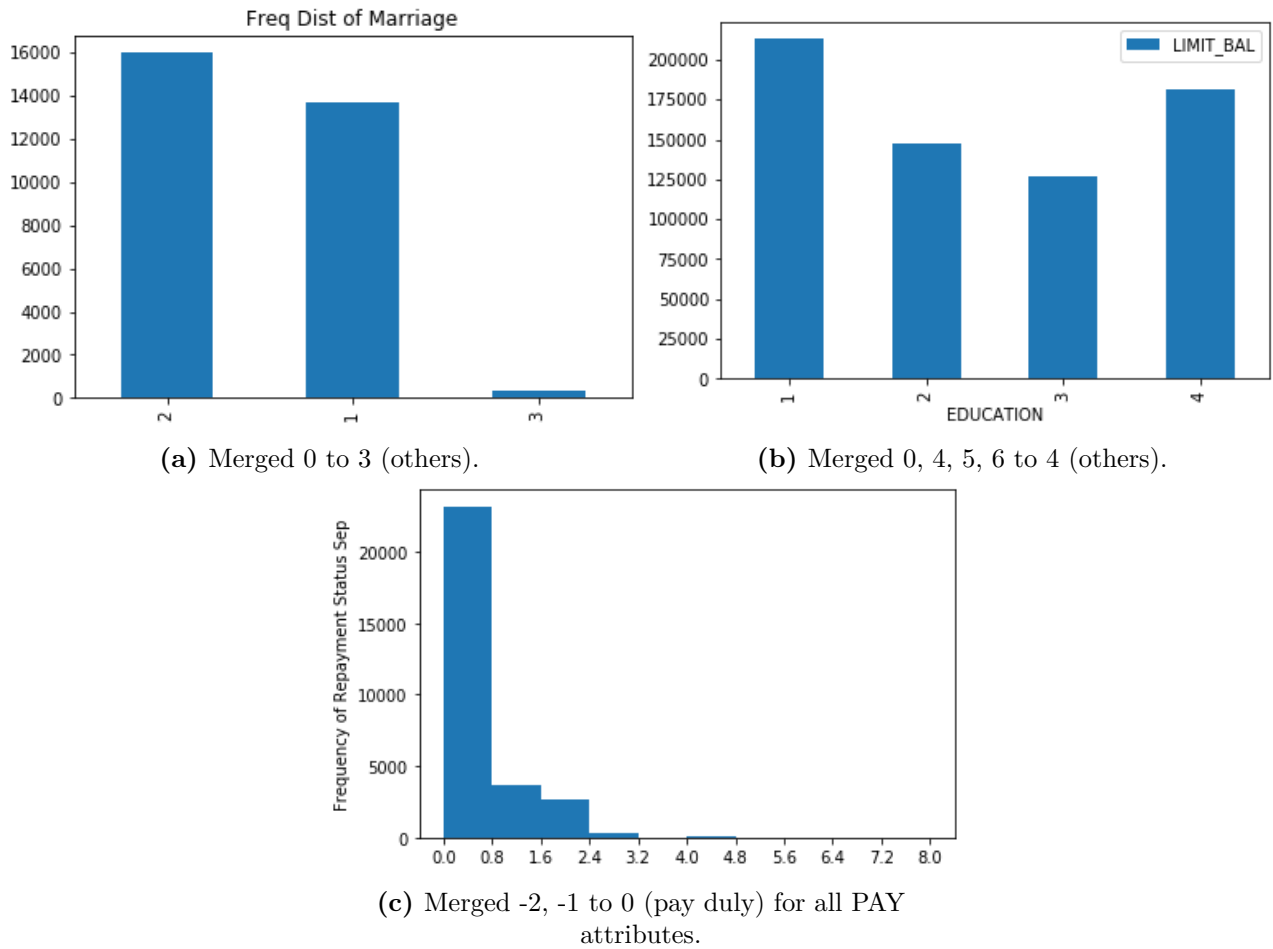 Freq Dist of Marriage
16000
14000
12000
10000
8000
6000
4000
2000
0
2 1 3
(a) Merged 0 to 3 (others).
LIMIT_BAL
200000
175000
150000
125000
100000
75000
50000
25000
0
1 2 3 4
EDUCATION
(b) Merged 0, 4, 5, 6 to 4 (others).
Frequency of Repayment Status Sep
20000
15000
10000
5000
0
0.0 0.8 1.6 2.4 3.2 4.0 4.8 5.6 6.4 7.2 8.0
(c) Merged -2, -1 to 0 (pay duly) for all PAY
attributes.